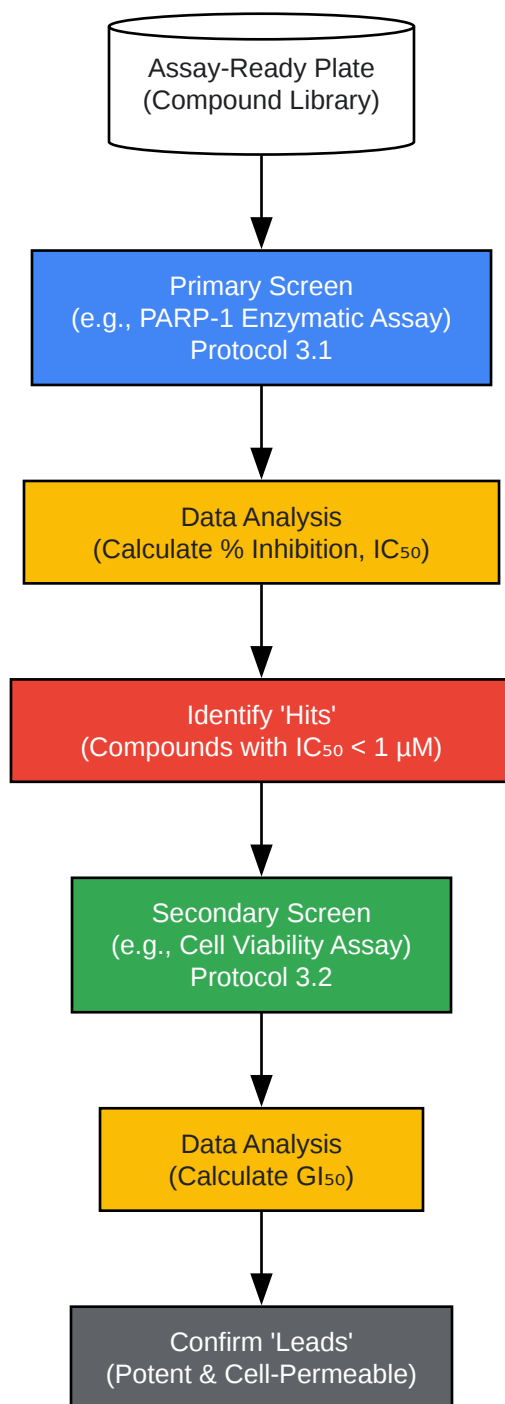 Assay-Ready Plate
(Compound Library)
Primary Screen
(e.g., PARP-1 Enzymatic Assay)
Protocol 3.1
Data Analysis
(Calculate % Inhibition, IC₅₀)
Identify 'Hits'
(Compounds with IC₅₀ < 1 µM)
Secondary Screen
(e.g., Cell Viability Assay)
Protocol 3.2
Data Analysis
(Calculate GI₅₀)
Confirm 'Leads'
(Potent & Cell-Permeable)